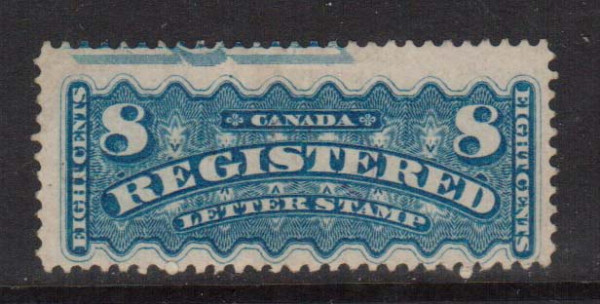 CANADA
8 8
REGISTERED
LETTER STAMP
EIGHT CENTS
EIGHT CENTS